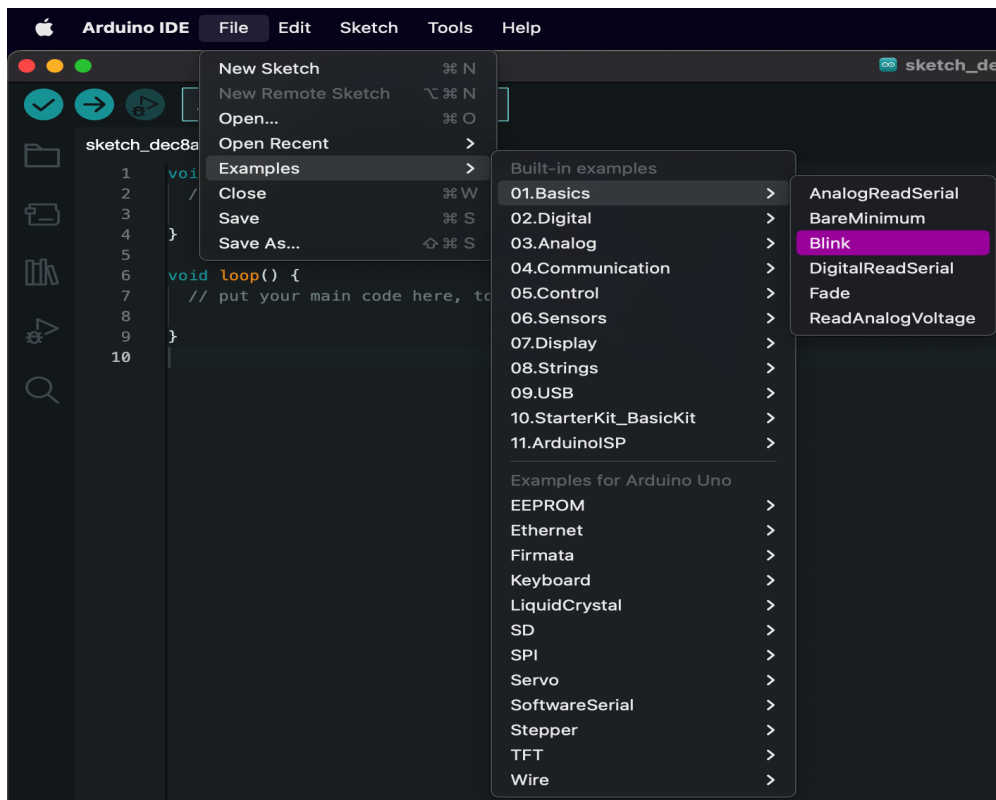 Arduino IDE File Edit Sketch Tools Help
sketch_de
sketch_dec8a
1 voi
2 /
3
4 }
5
6 void loop() {
7 // put your main code here, to
8
9 }
10
New Sketch ⌘ N
New Remote Sketch ⌥ ⌘ N
Open... ⌘ O
Open Recent >
Examples >
Close ⌘ W
Save ⌘ S
Save As... ⇧ ⌘ S
Built-in examples
01.Basics >
02.Digital >
03.Analog >
04.Communication >
05.Control >
06.Sensors >
07.Display >
08.Strings >
09.USB >
10.StarterKit_BasicKit >
11.ArduinoISP >
Examples for Arduino Uno
EEPROM >
Ethernet >
Firmata >
Keyboard >
LiquidCrystal >
SD >
SPI >
Servo >
SoftwareSerial >
Stepper >
TFT >
Wire >
AnalogReadSerial
BareMinimum
Blink
DigitalReadSerial
Fade
ReadAnalogVoltage